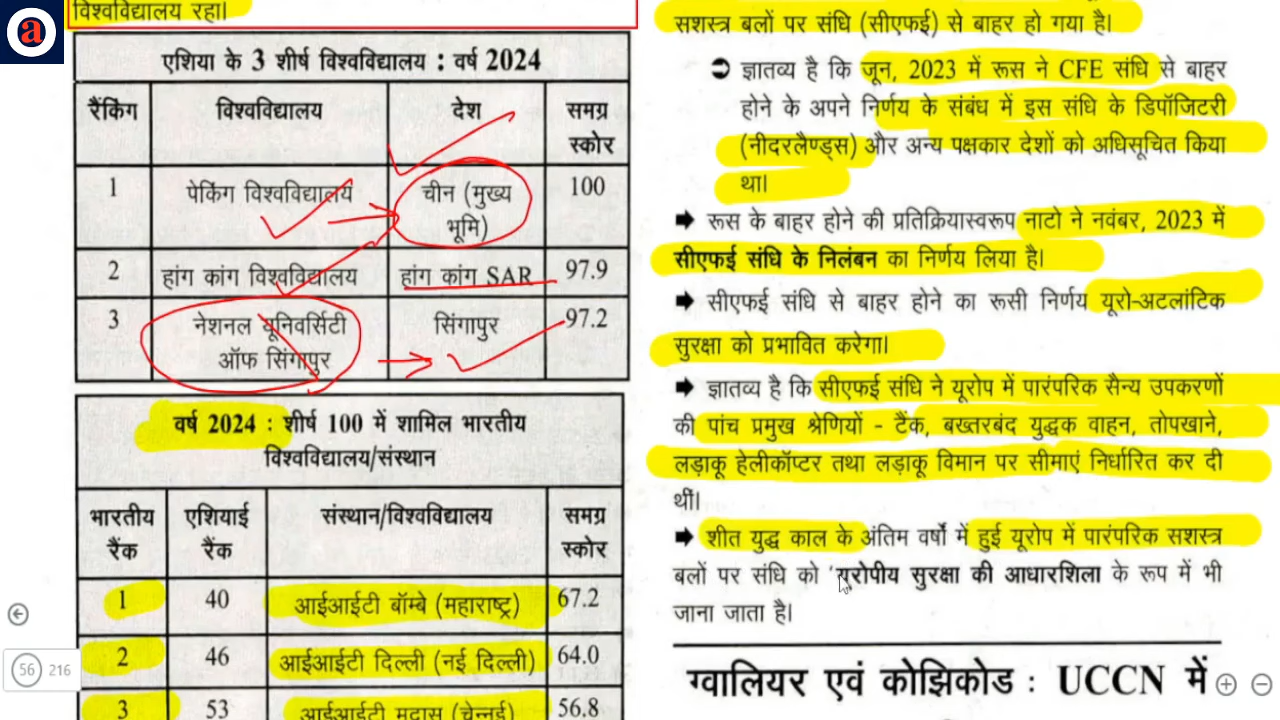 a
विश्वविद्यालय रहा।
एशिया के 3 शीर्ष विश्वविद्यालय : वर्ष 2024
रैंकिंग विश्वविद्यालय देश समग्र स्कोर
1 पेकिंग विश्वविद्यालय चीन (मुख्य भूमि) 100
2 हांग कांग विश्वविद्यालय हांग कांग SAR 97.9
3 नेशनल यूनिवर्सिटी ऑफ सिंगापुर सिंगापुर 97.2
वर्ष 2024 : शीर्ष 100 में शामिल भारतीय
विश्वविद्यालय/संस्थान
भारतीय रैंक एशियाई रैंक संस्थान/विश्वविद्यालय समग्र स्कोर
1 40 आईआईटी बॉम्बे (महाराष्ट्र) 67.2
2 46 आईआईटी दिल्ली (नई दिल्ली) 64.0
3 53 आईआईटी मद्रास (चेन्नई) 56.8
56 216
सशस्त्र बलों पर संधि (सीएफई) से बाहर हो गया है।
ज्ञातव्य है कि जून, 2023 में रूस ने CFE संधि से बाहर
होने के अपने निर्णय के संबंध में इस संधि के डिपॉजिटरी
(नीदरलैण्ड्स) और अन्य पक्षकार देशों को अधिसूचित किया
था।
रूस के बाहर होने की प्रतिक्रियास्वरूप नाटो ने नवंबर, 2023 में
सीएफई संधि के निलंबन का निर्णय लिया है।
सीएफई संधि से बाहर होने का रूसी निर्णय यूरो-अटलांटिक
सुरक्षा को प्रभावित करेगा।
ज्ञातव्य है कि सीएफई संधि ने यूरोप में पारंपरिक सैन्य उपकरणों
की पांच प्रमुख श्रेणियों - टैंक, बख्तरबंद युद्धक वाहन, तोपखाने,
लड़ाकू हेलीकॉप्टर तथा लड़ाकू विमान पर सीमाएं निर्धारित कर दी
थीं।
शीत युद्ध काल के अंतिम वर्षों में हुई यूरोप में पारंपरिक सशस्त्र
बलों पर संधि को 'यूरोपीय सुरक्षा की आधारशिला के रूप में भी
जाना जाता है।
ग्वालियर एवं कोझिकोड : UCCN में